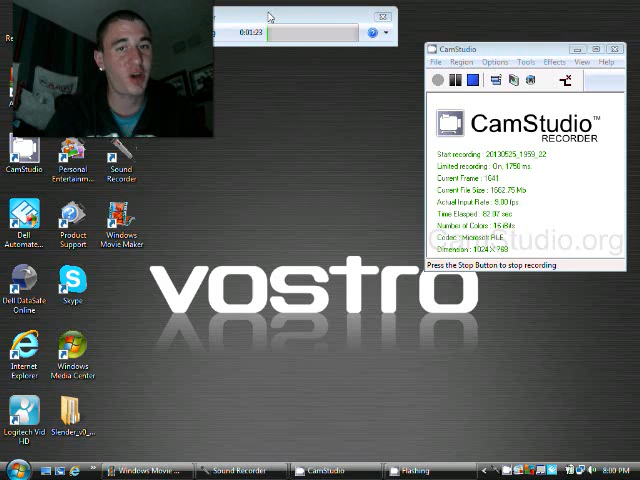 0:01:23
CamStudio
File Region Options Tools Effects View Help
CamStudio™
RECORDER
Start recording : 20130525_1959_22
Limited recording : On, 1750 ms.
Current Frame : 1641
Current File Size : 1562.75 Mb
Actual Input Rate : 9.83 fps
Time Elapsed : 82.07 sec
Number of Colors : 16 Bits
Codec : Microsoft RLE
CamStudio.org
Dimension : 1024 X 768
Press the Stop Button to stop recording
CamStudio
Personal Entertainm...
Sound Recorder
Dell Automate...
Product Support
Windows Movie Maker
Dell DataSafe Online
Skype
Internet Explorer
Windows Media Center
Logitech Vid HD
Slender_v0_...
vostro
Windows Movie ...
Sound Recorder
CamStudio
Flashing
8:00 PM